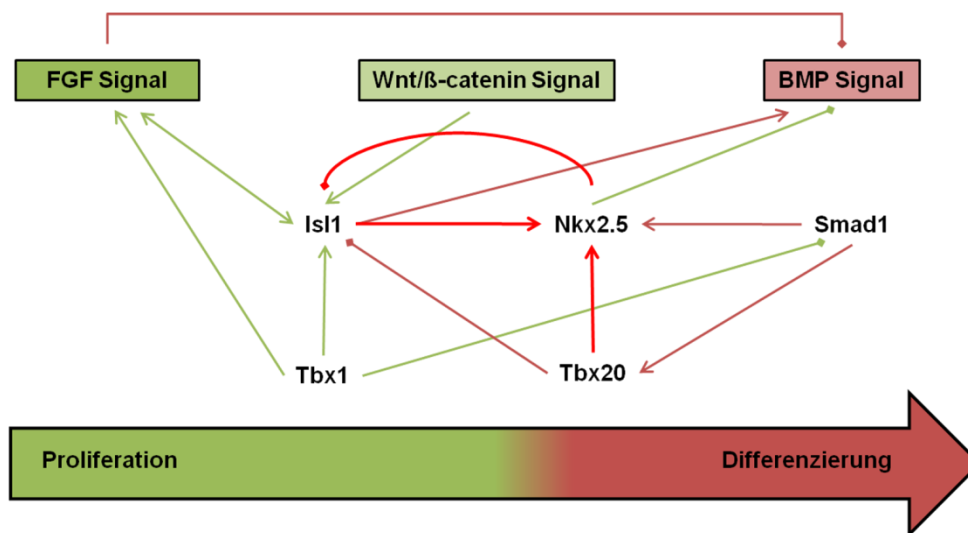 FGF Signal
Wnt/ß-catenin Signal
BMP Signal
Isl1
Nkx2.5
Smad1
Tbx1
Tbx20
Proliferation
Differenzierung